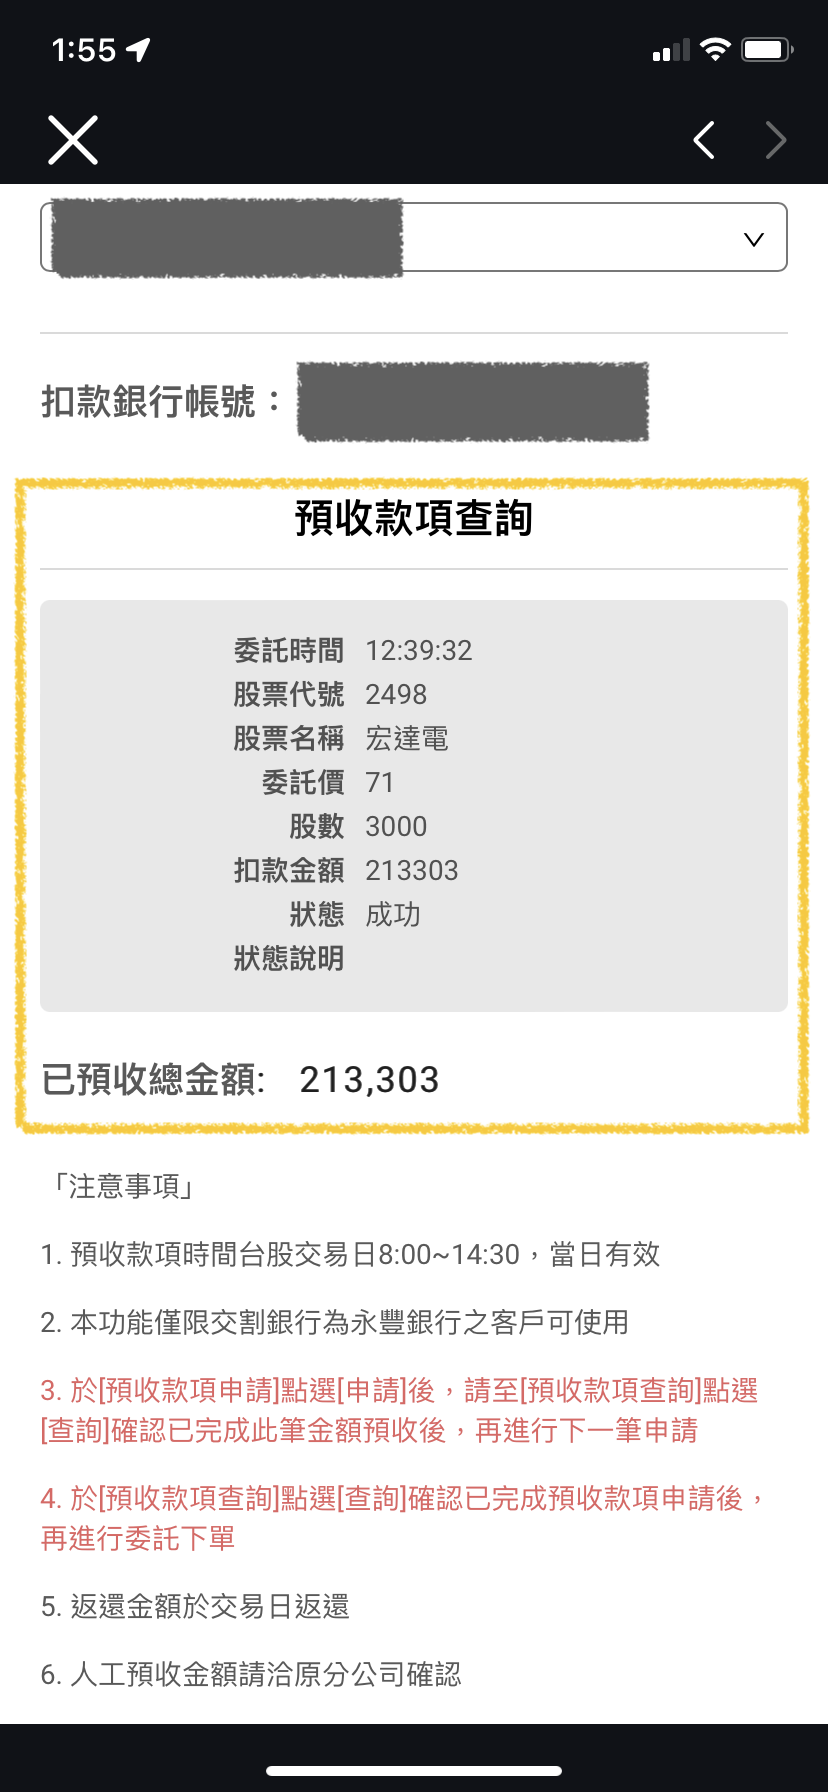 1:55
扣款銀行帳號：
預收款項查詢
委託時間 12:39:32
股票代號 2498
股票名稱 宏達電
委託價 71
股數 3000
扣款金額 213303
狀態 成功
狀態說明
已預收總金額: 213,303
「注意事項」
1. 預收款項時間台股交易日8:00~14:30，當日有效
2. 本功能僅限交割銀行為永豐銀行之客戶可使用
3. 於[預收款項申請]點選[申請]後，請至[預收款項查詢]點選
[查詢]確認已完成此筆金額預收後，再進行下一筆申請
4. 於[預收款項查詢]點選[查詢]確認已完成預收款項申請後，
再進行委託下單
5. 返還金額於交易日返還
6. 人工預收金額請洽原分公司確認